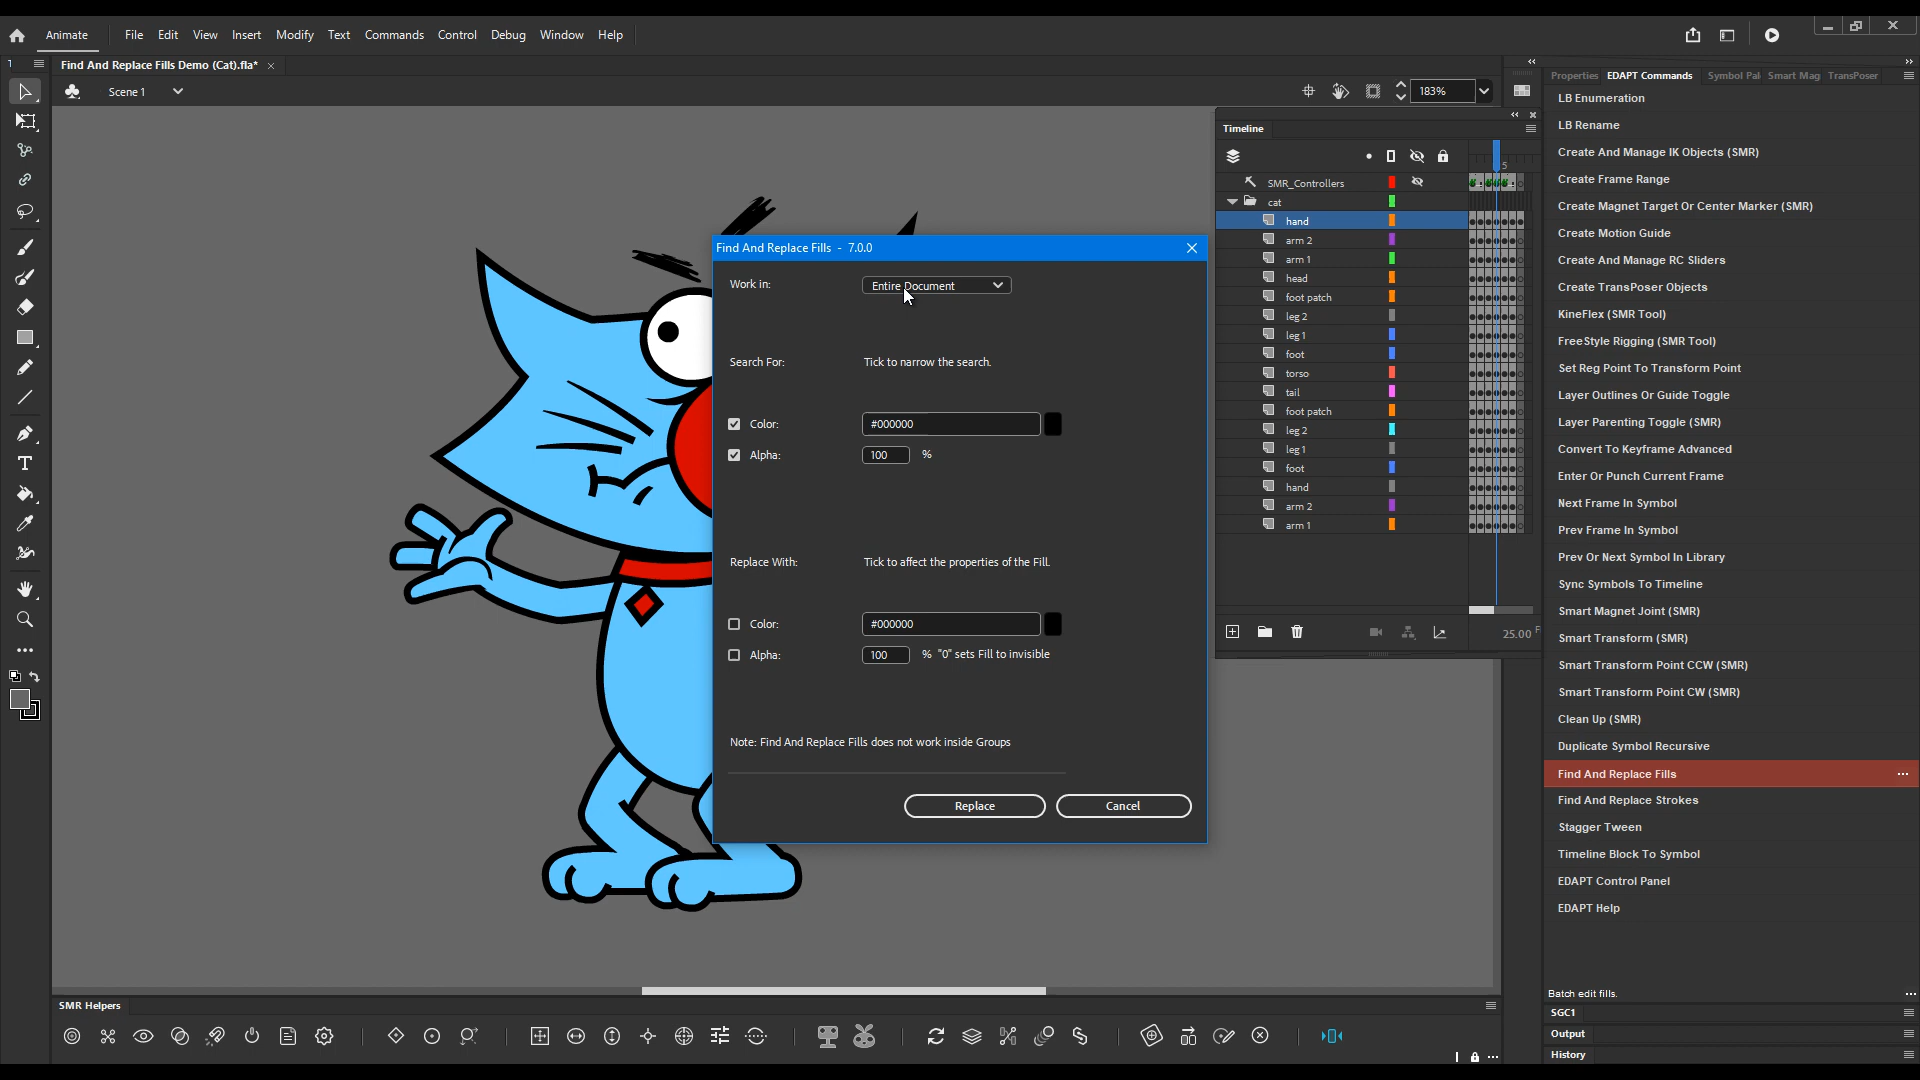 Animate File Edit View Insert Modify Text Commands Control Debug Window Help
Find And Replace Fills Demo (Cat).fla*
Scene 1
183%
Timeline
5
SMR_Controllers
cat
hand
arm 2
arm 1
head
foot patch
leg 2
leg 1
foot
torso
tail
foot patch
leg 2
leg 1
foot
hand
arm 2
arm 1
25.00 F
Find And Replace Fills - 7.0.0
Work in: Entire Document
Search For: Tick to narrow the search.
Color: #000000
Alpha: 100 %
Replace With: Tick to affect the properties of the Fill.
Color: #000000
Alpha: 100 % "0" sets Fill to invisible
Note: Find And Replace Fills does not work inside Groups
Replace Cancel
Properties EDAPT Commands Symbol Pal Smart Mag TransPoser
LB Enumeration
LB Rename
Create And Manage IK Objects (SMR)
Create Frame Range
Create Magnet Target Or Center Marker (SMR)
Create Motion Guide
Create And Manage RC Sliders
Create TransPoser Objects
KineFlex (SMR Tool)
FreeStyle Rigging (SMR Tool)
Set Reg Point To Transform Point
Layer Outlines Or Guide Toggle
Layer Parenting Toggle (SMR)
Convert To Keyframe Advanced
Enter Or Punch Current Frame
Next Frame In Symbol
Prev Frame In Symbol
Prev Or Next Symbol In Library
Sync Symbols To Timeline
Smart Magnet Joint (SMR)
Smart Transform (SMR)
Smart Transform Point CCW (SMR)
Smart Transform Point CW (SMR)
Clean Up (SMR)
Duplicate Symbol Recursive
Find And Replace Fills
Find And Replace Strokes
Stagger Tween
Timeline Block To Symbol
EDAPT Control Panel
EDAPT Help
Batch edit fills.
SGC1
Output
History
SMR Helpers